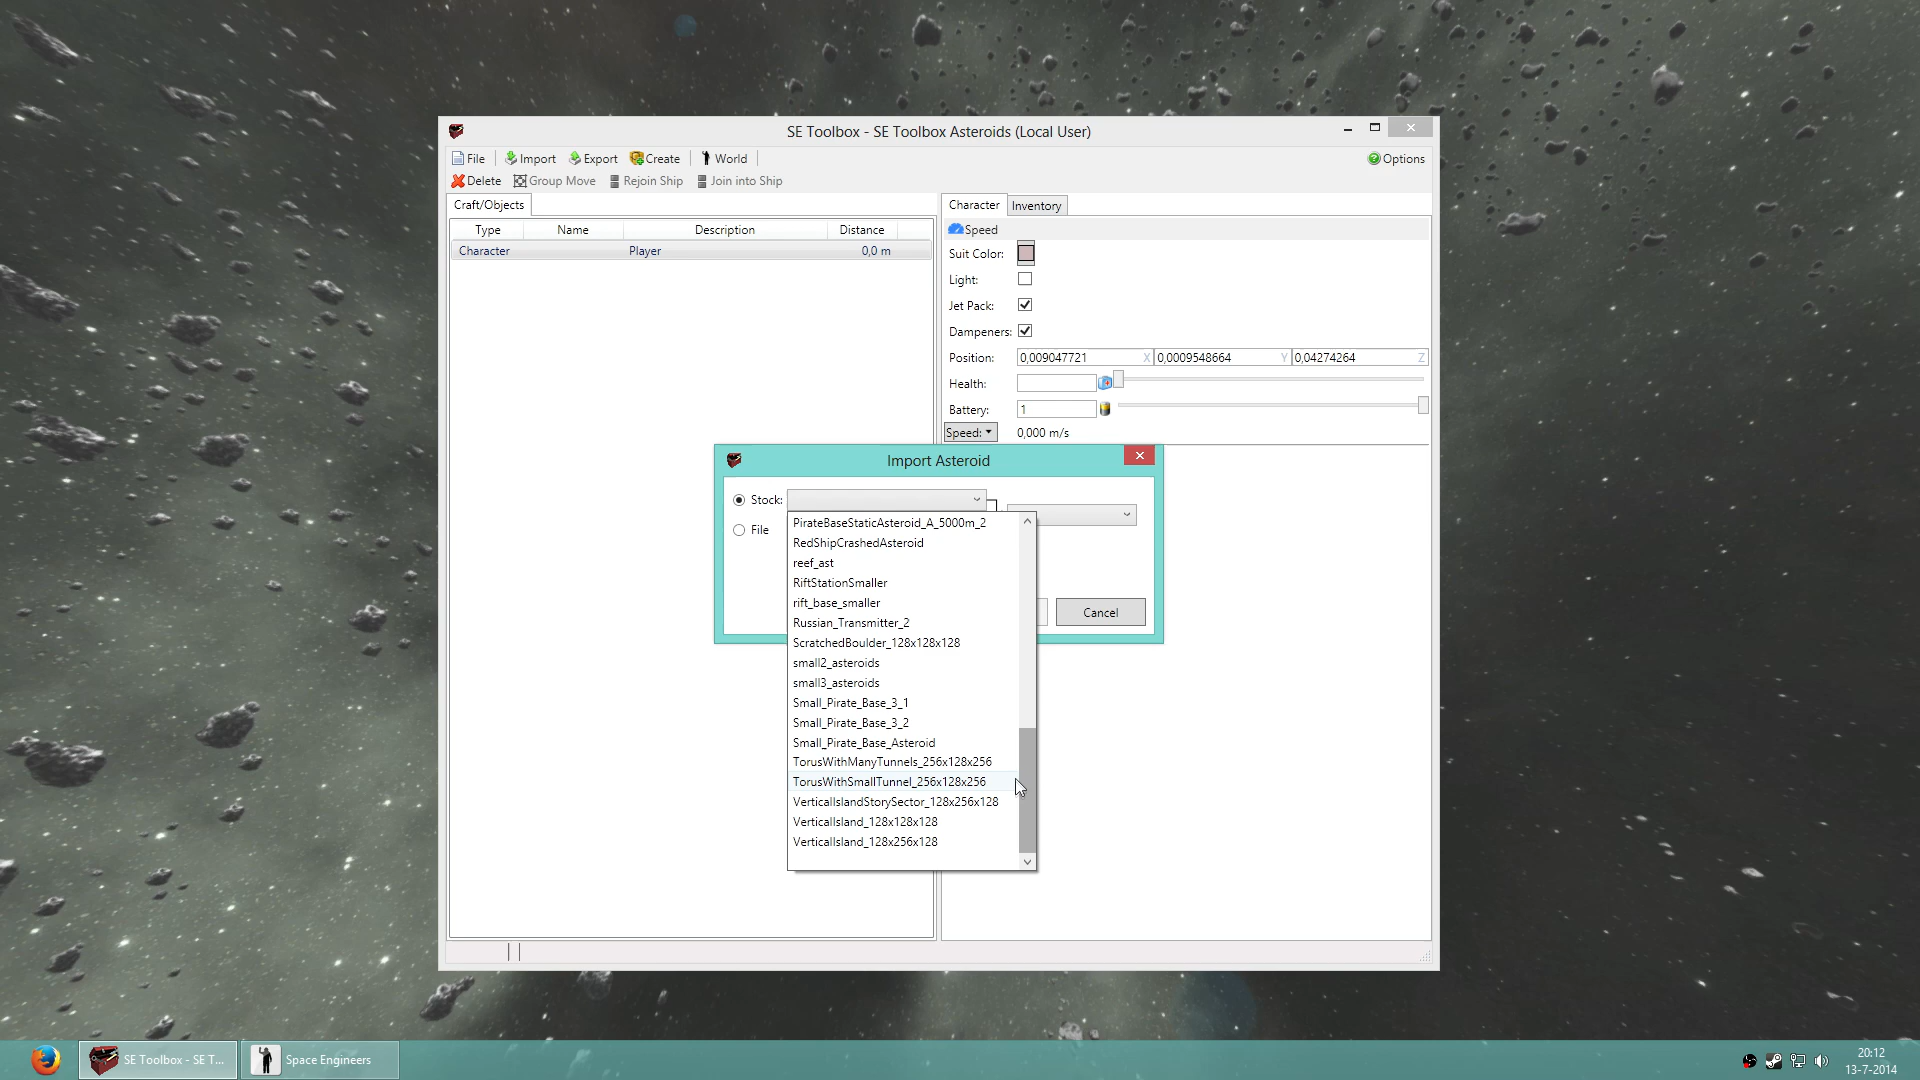 SE Toolbox - SE Toolbox Asteroids (Local User)
File Import Export Create World Options
Delete Group Move Rejoin Ship Join into Ship
Craft/Objects
Character Inventory
Type Name Description Distance
Speed
Character Player 0,0 m
Suit Color:
Light:
Jet Pack:
Dampeners:
Position: 0,009047721 X 0,0009548664 Y 0,04274264 Z
Health:
Battery: 1
Speed: 0,000 m/s
Import Asteroid
Stock:
File
PirateBaseStaticAsteroid_A_5000m_2
RedShipCrashedAsteroid
reef_ast
RiftStationSmaller
rift_base_smaller
Russian_Transmitter_2
ScratchedBoulder_128x128x128
small2_asteroids
small3_asteroids
Small_Pirate_Base_3_1
Small_Pirate_Base_3_2
Small_Pirate_Base_Asteroid
TorusWithManyTunnels_256x128x256
TorusWithSmallTunnel_256x128x256
VerticalIslandStorySector_128x256x128
VerticalIsland_128x128x128
VerticalIsland_128x256x128
Cancel
SE Toolbox - SE T...
Space Engineers
20:12
13-7-2014